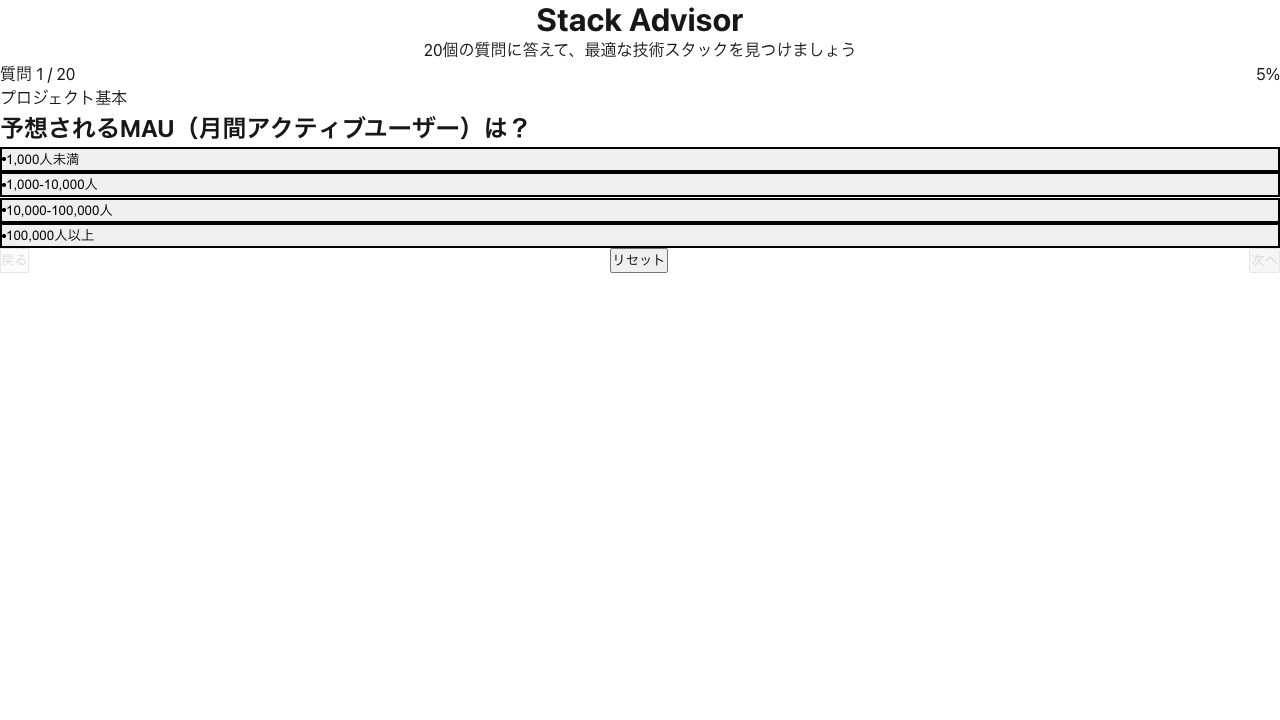 Stack Advisor
20個の質問に答えて、最適な技術スタックを見つけましょう
質問 1 / 20
5%
プロジェクト基本
予想されるMAU（月間アクティブユーザー）は？
•1,000人未満
•1,000-10,000人
•10,000-100,000人
•100,000人以上
戻る
リセット
次へ